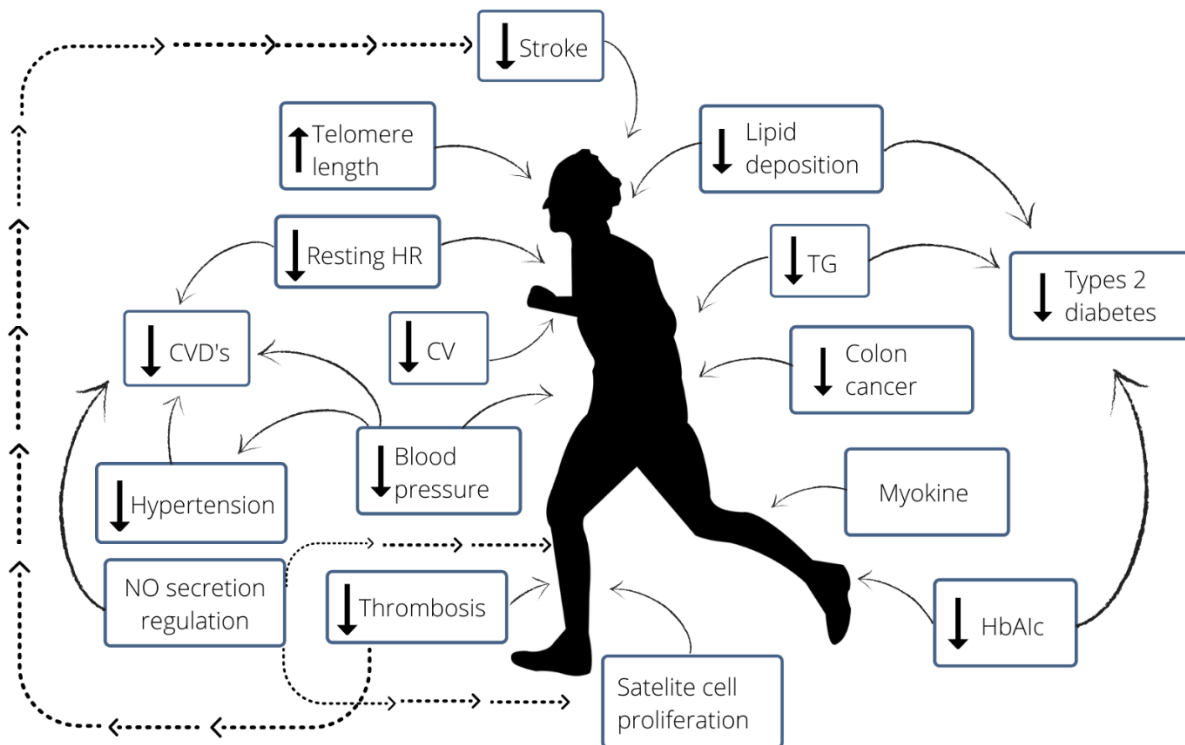 Stroke
Telomere
length
Lipid
deposition
Resting HR
TG
Types 2
diabetes
CVD's
CV
Colon
cancer
Blood
pressure
Hypertension
Myokine
NO secretion
regulation
Thrombosis
HbAlc
Satelite cell
proliferation